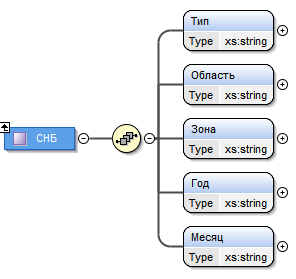 Тип
Type xs:string
Область
Type xs:string
СНБ
Зона
Type xs:string
Год
Type xs:string
Месяц
Type xs:string